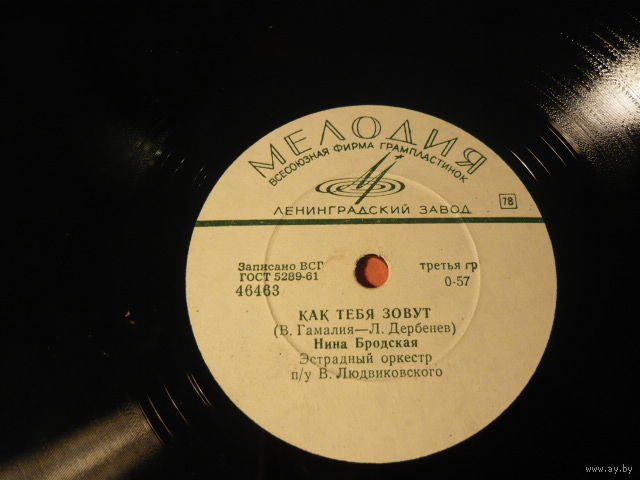 МЕЛОДИЯ
ВСЕСОЮЗНАЯ ФИРМА ГРАМПЛАСТИНОК
ЛЕНИНГРАДСКИЙ ЗАВОД
78
Записано ВСГ
ГОСТ 5289-61
46463
третья гр
0-57
КАК ТЕБЯ ЗОВУТ
(В. Гамалия—Л. Дербенев)
Нина Бродская
Эстрадный оркестр
п/у В. Людвиковского
www.ay.by